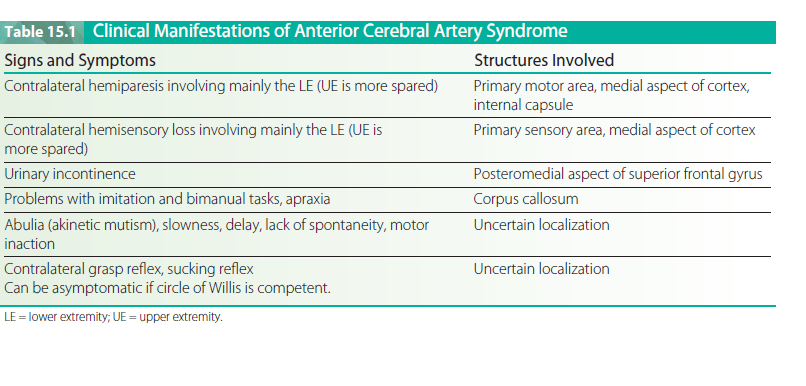 Table 15.1 Clinical Manifestations of Anterior Cerebral Artery Syndrome
Signs and Symptoms Structures Involved
Contralateral hemiparesis involving mainly the LE (UE is more spared) Primary motor area, medial aspect of cortex,
internal capsule
Contralateral hemisensory loss involving mainly the LE (UE is Primary sensory area, medial aspect of cortex
more spared)
Urinary incontinence Posteromedial aspect of superior frontal gyrus
Problems with imitation and bimanual tasks, apraxia Corpus callosum
Abulia (akinetic mutism), slowness, delay, lack of spontaneity, motor Uncertain localization
inaction
Contralateral grasp reflex, sucking reflex Uncertain localization
Can be asymptomatic if circle of Willis is competent.
LE = lower extremity; UE = upper extremity.